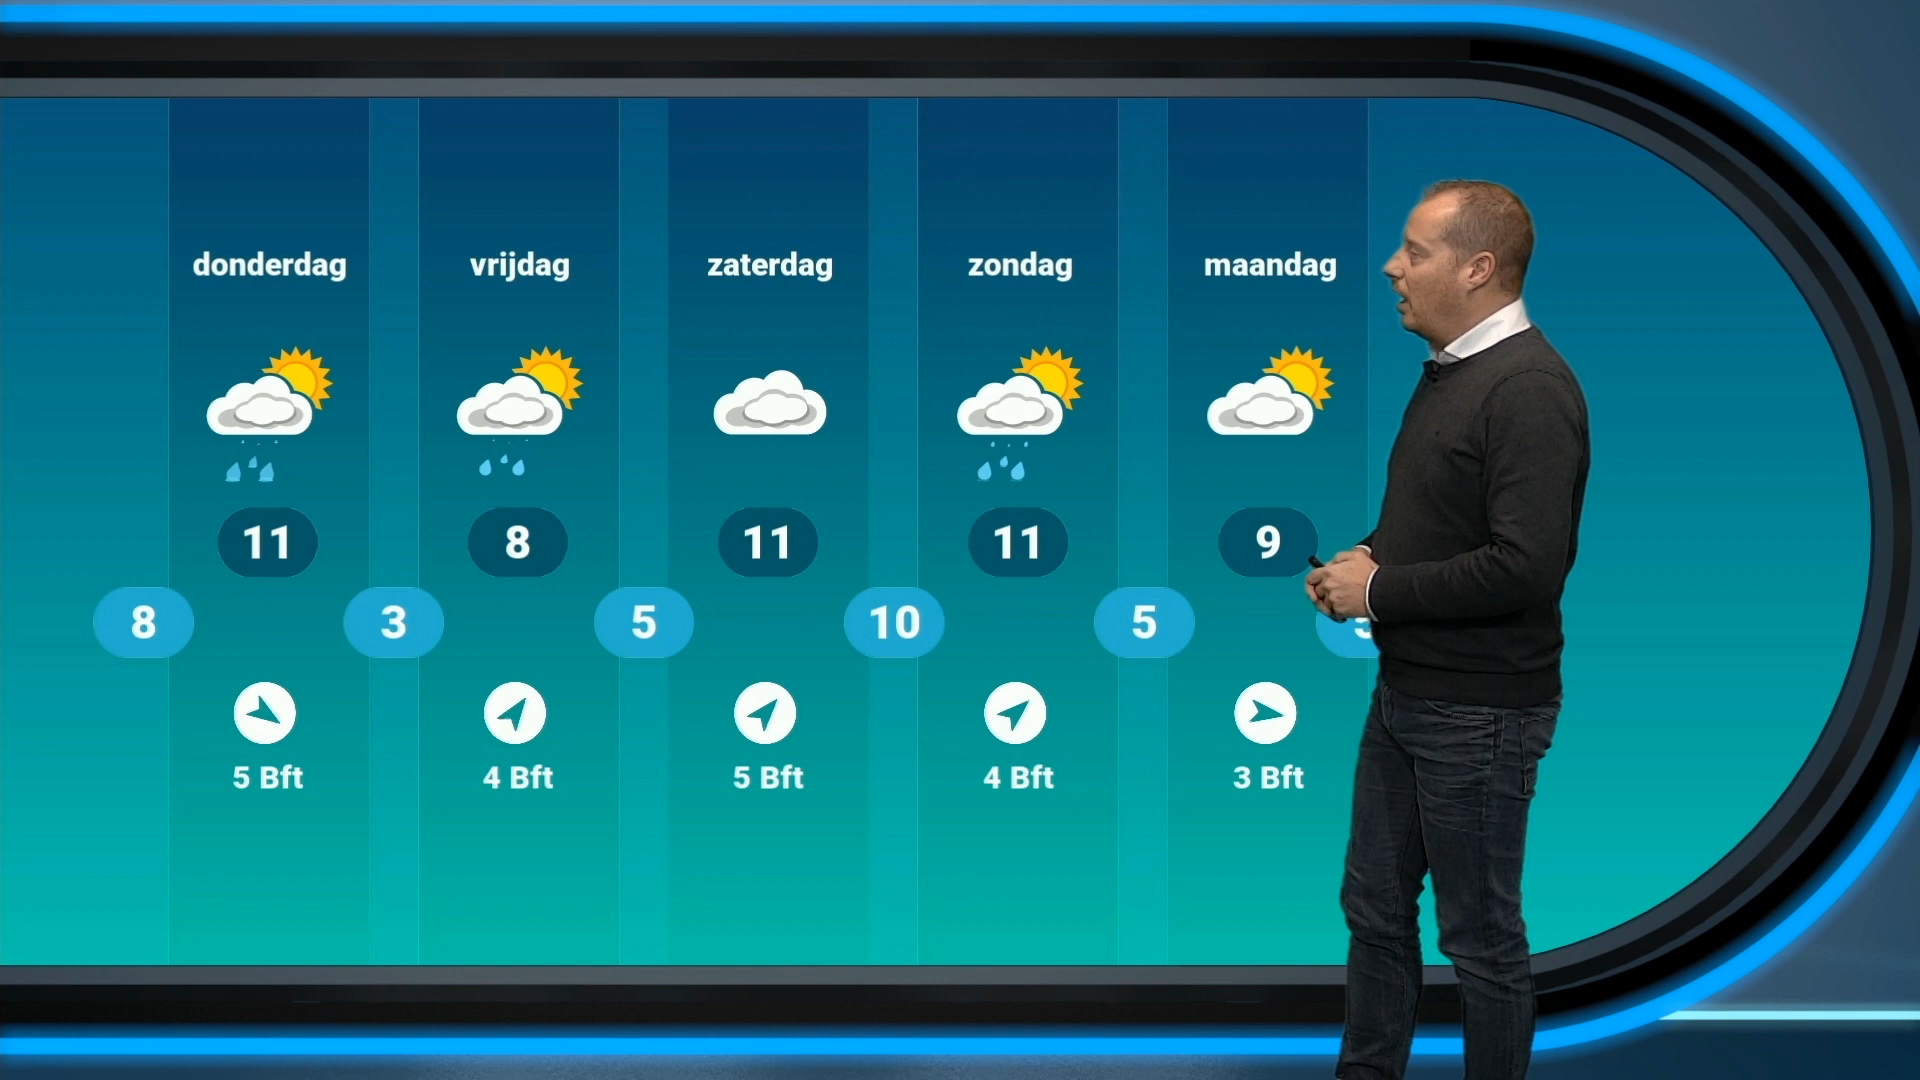 donderdag vrijdag zaterdag zondag maandag
11 8 11 11 9
8 3 5 10 5
5 Bft 4 Bft 5 Bft 4 Bft 3 Bft